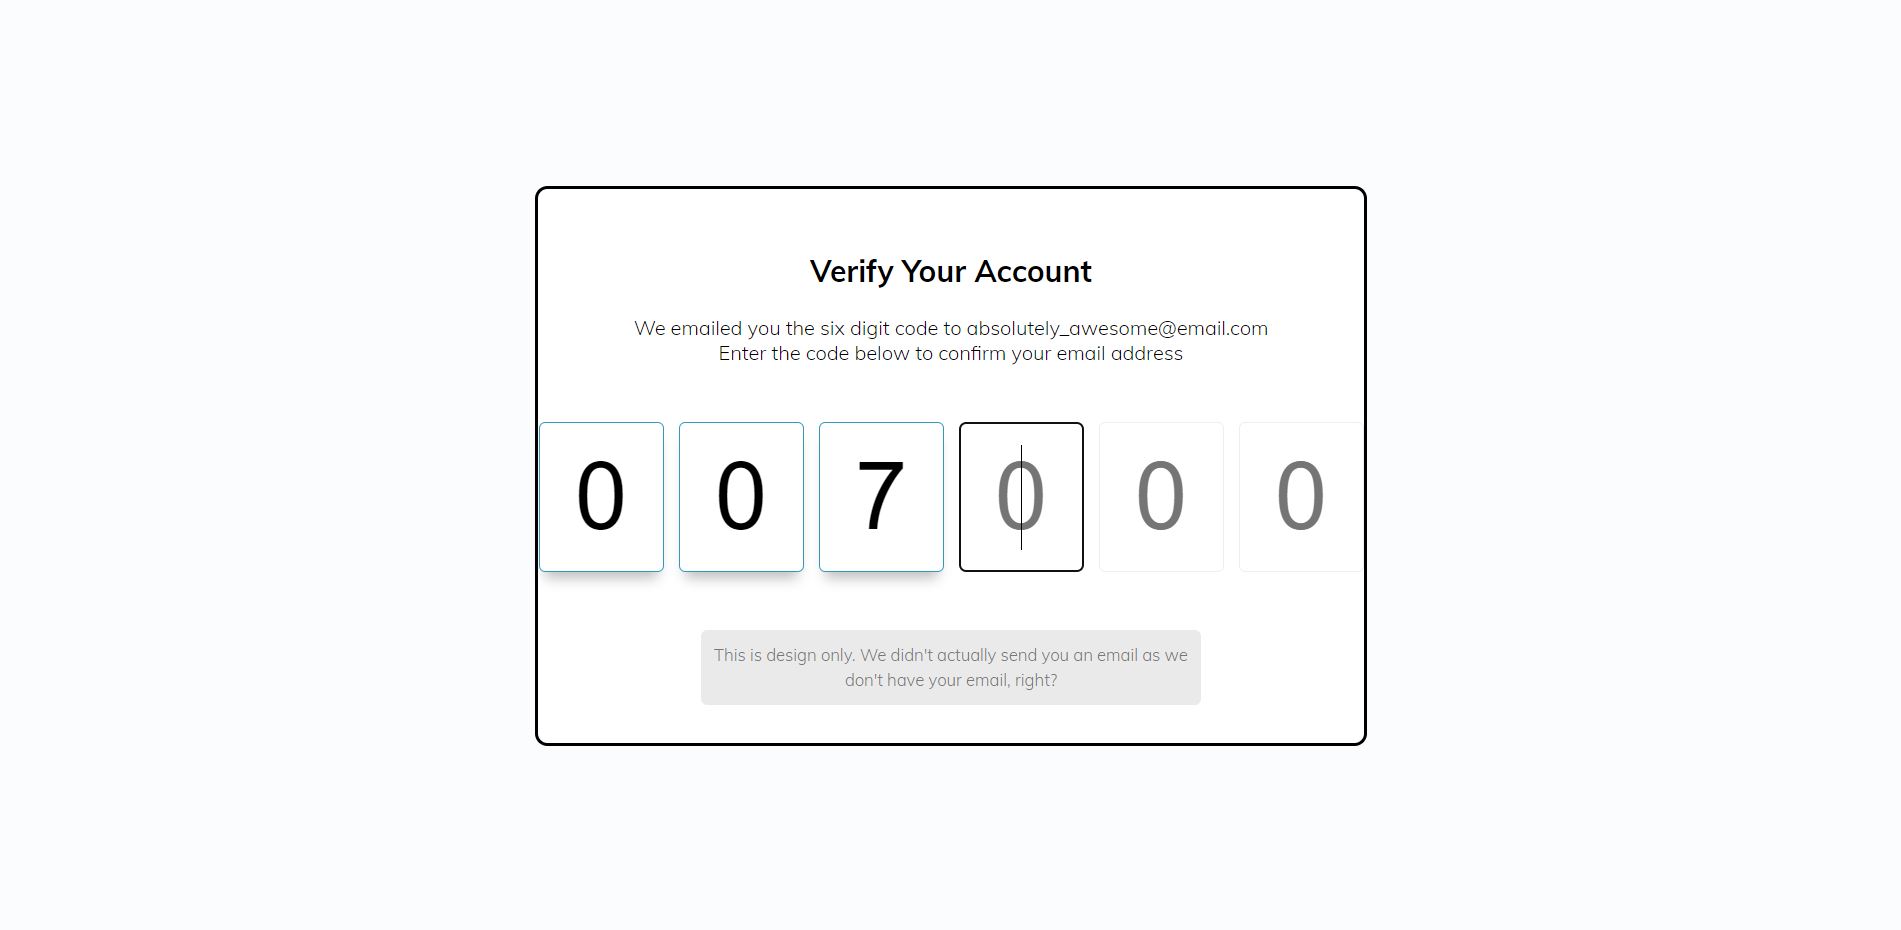 Verify Your Account
We emailed you the six digit code to absolutely_awesome@email.com
Enter the code below to confirm your email address
0 0 7 0 0 0
This is design only. We didn't actually send you an email as we
don't have your email, right?